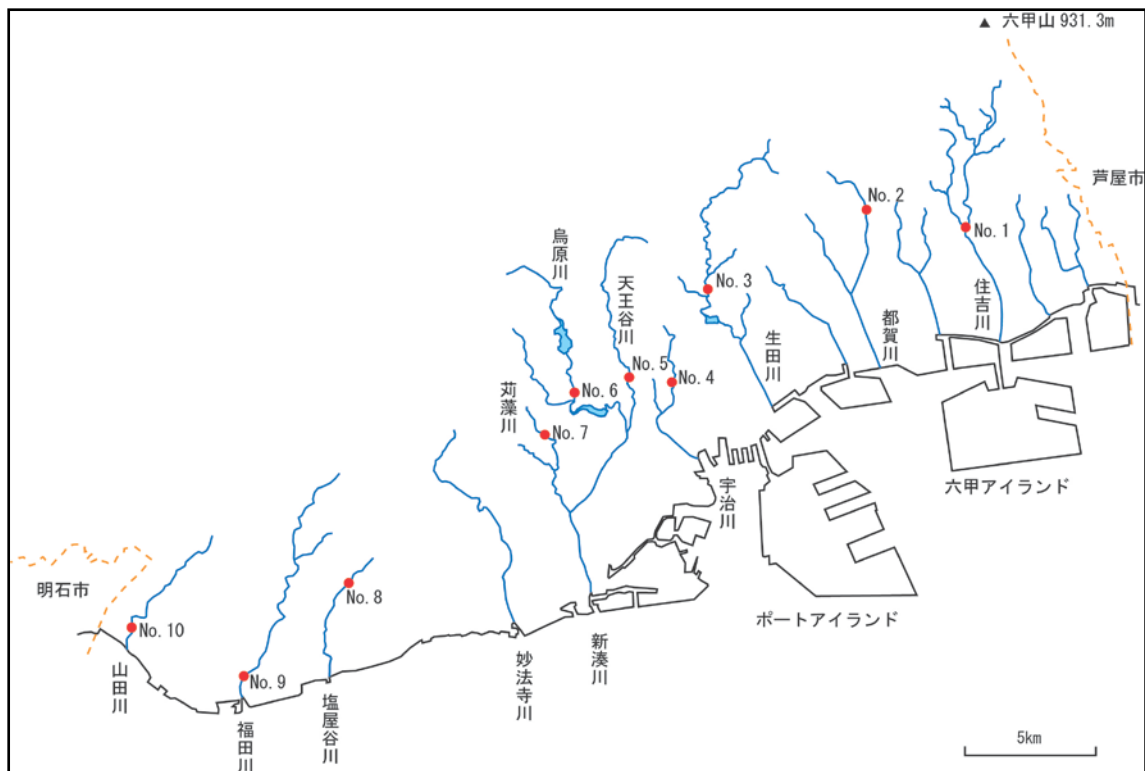 ▲ 六甲山 931.3m
芦屋市
No. 2
No. 1
烏原川
天王谷川
No. 3
住吉川
都賀川
生田川
No. 5
No. 4
No. 6
苅藻川
No. 7
六甲アイランド
宇治川
明石市
No. 8
ポートアイランド
No. 10
新湊川
妙法寺川
山田川
No. 9
塩屋谷川
福田川
5km